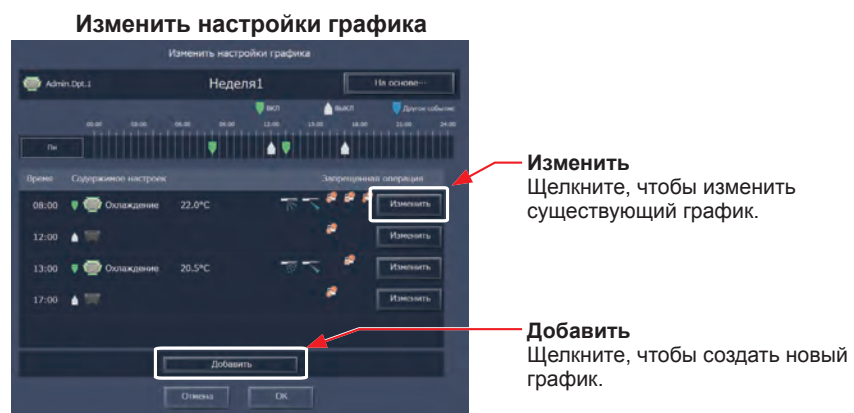 Изменить настройки графика
Изменить настройки графика
Admin.Dpt.1 Неделя1 На основе...
ВКЛ ВЫКЛ Другое событие
00:00 03:00 06:00 09:00 12:00 15:00 18:00 21:00 24:00
Пн
Время Содержимое настроек Запрещенная операция
08:00 Охлаждение 22.0°C Изменить
12:00 Изменить
13:00 Охлаждение 20.5°C Изменить
17:00 Изменить
Добавить
Отмена OK
Изменить
Щелкните, чтобы изменить
существующий график.
Добавить
Щелкните, чтобы создать новый
график.